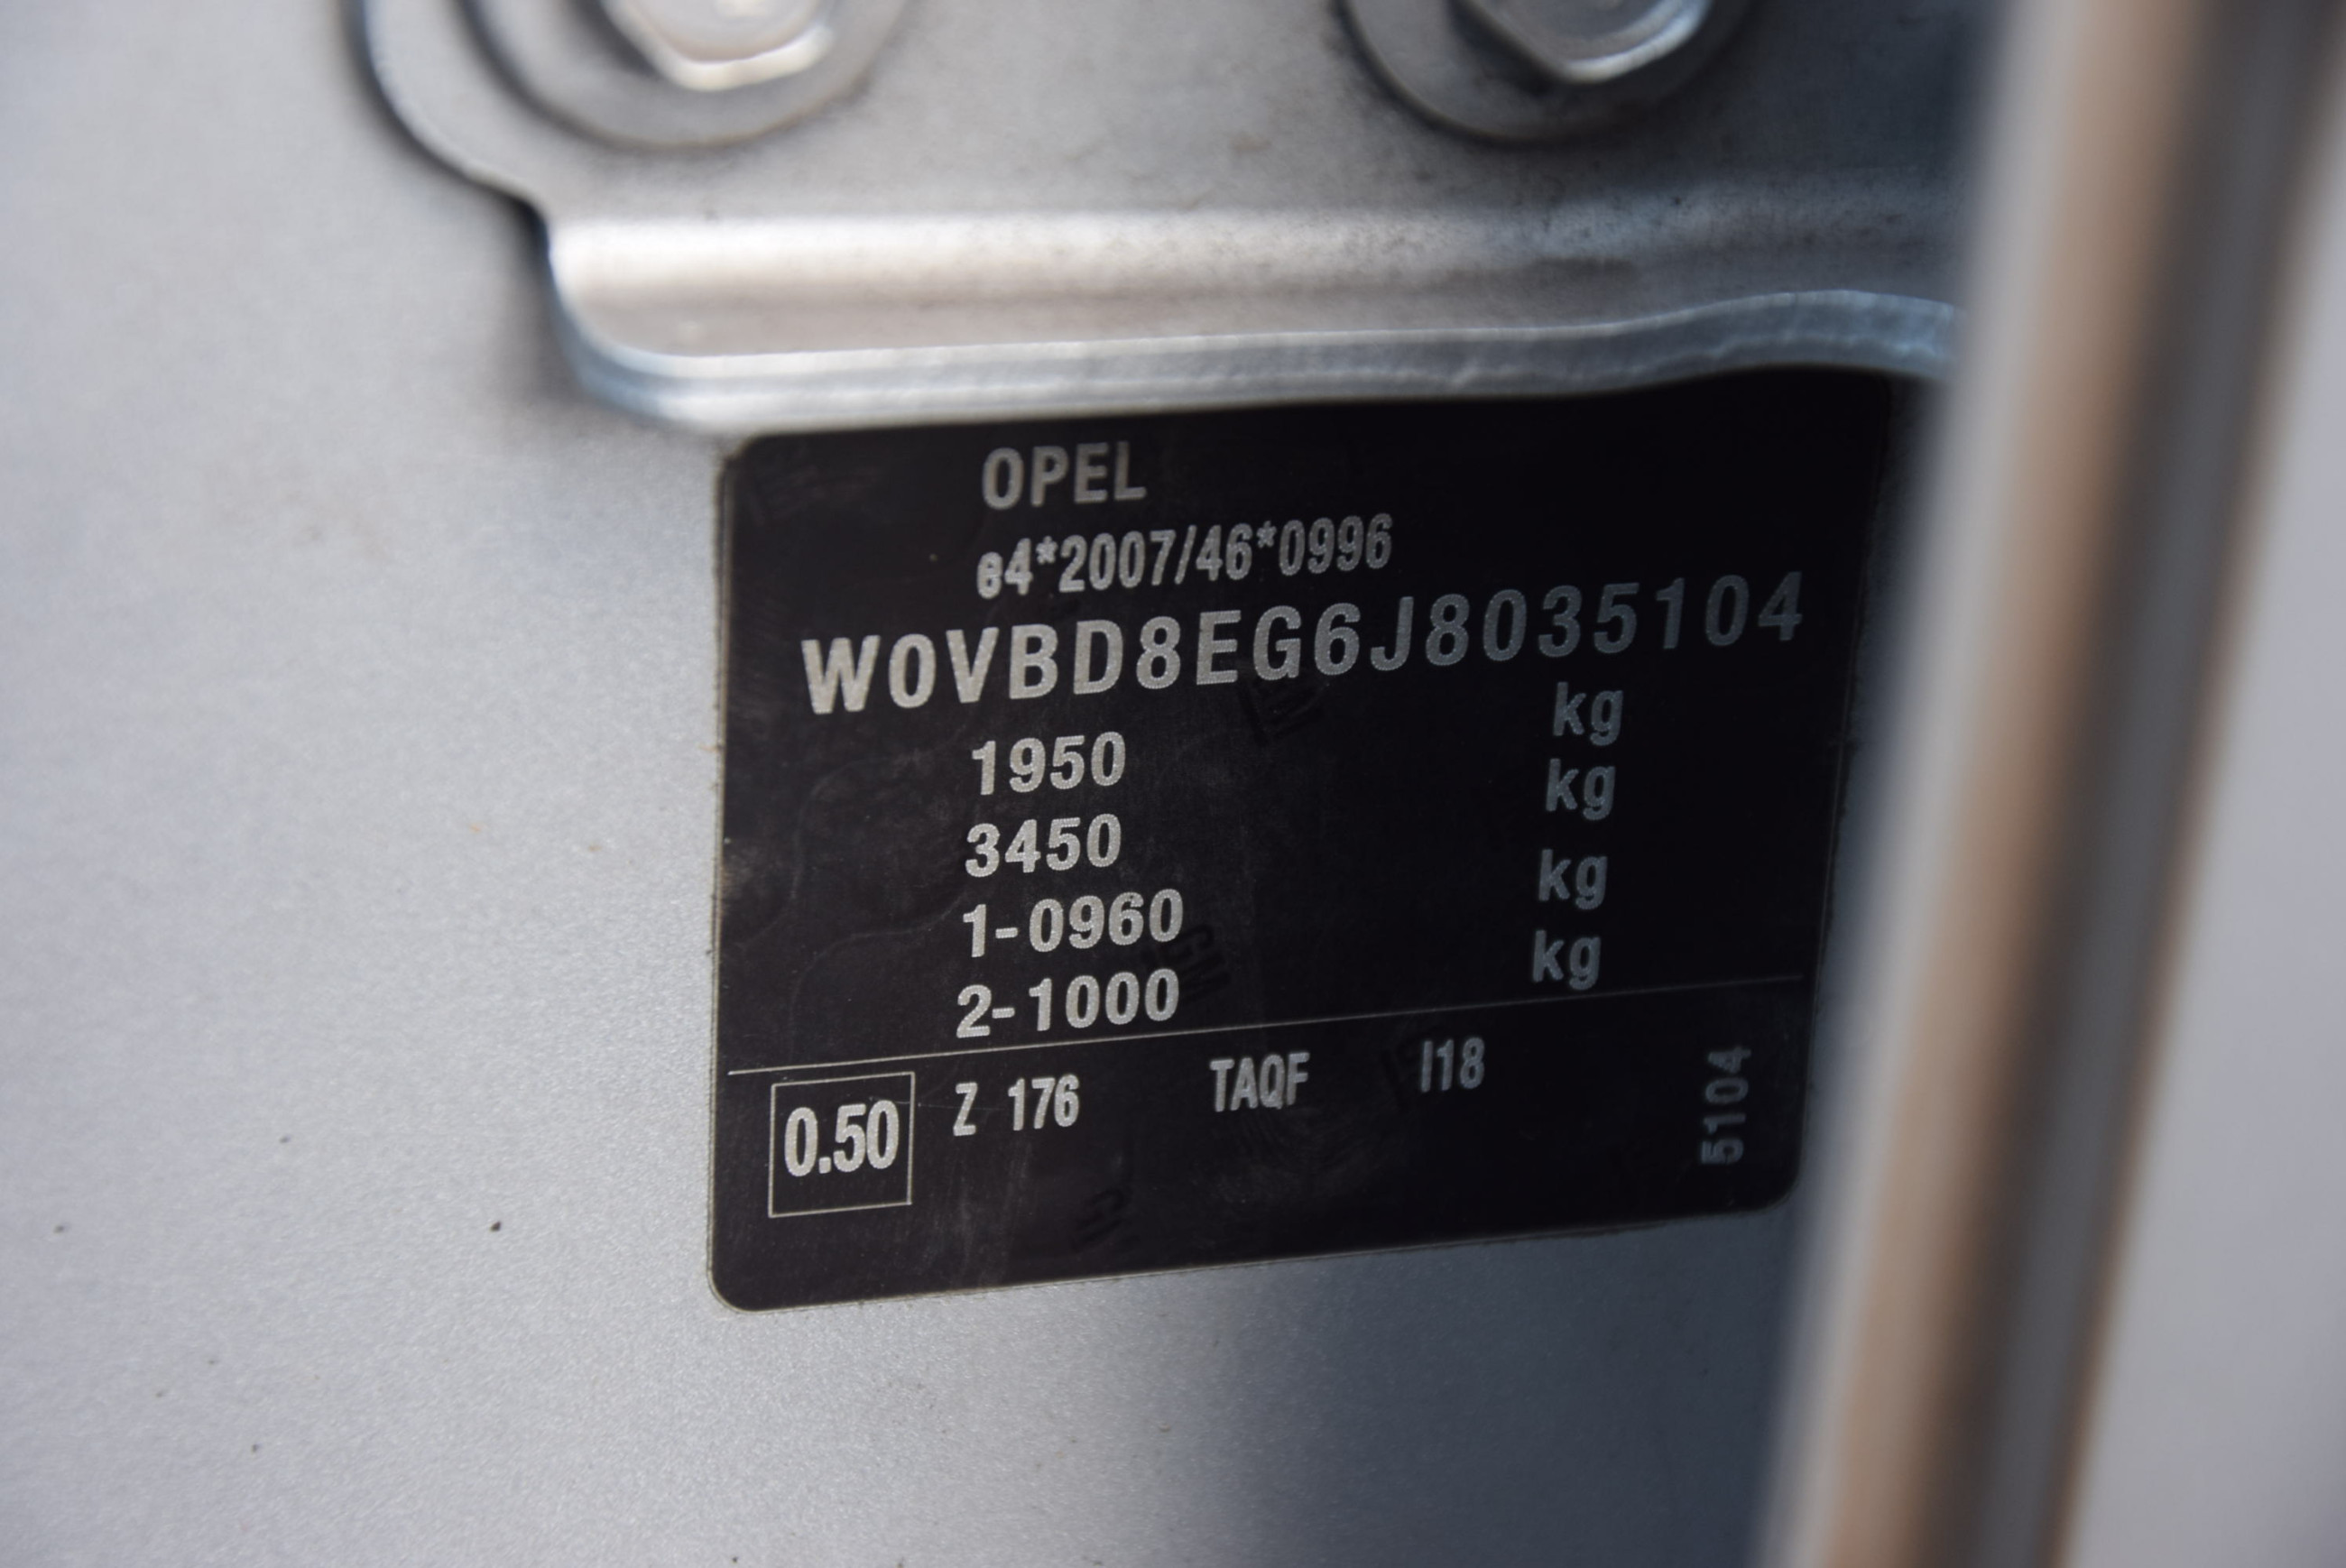 OPEL
e4*2007/46*0996
W0VBD8EG6J8035104
1950 kg
3450 kg
1-0960 kg
2-1000 kg
0.50 Z 176 TAQF I18
5104